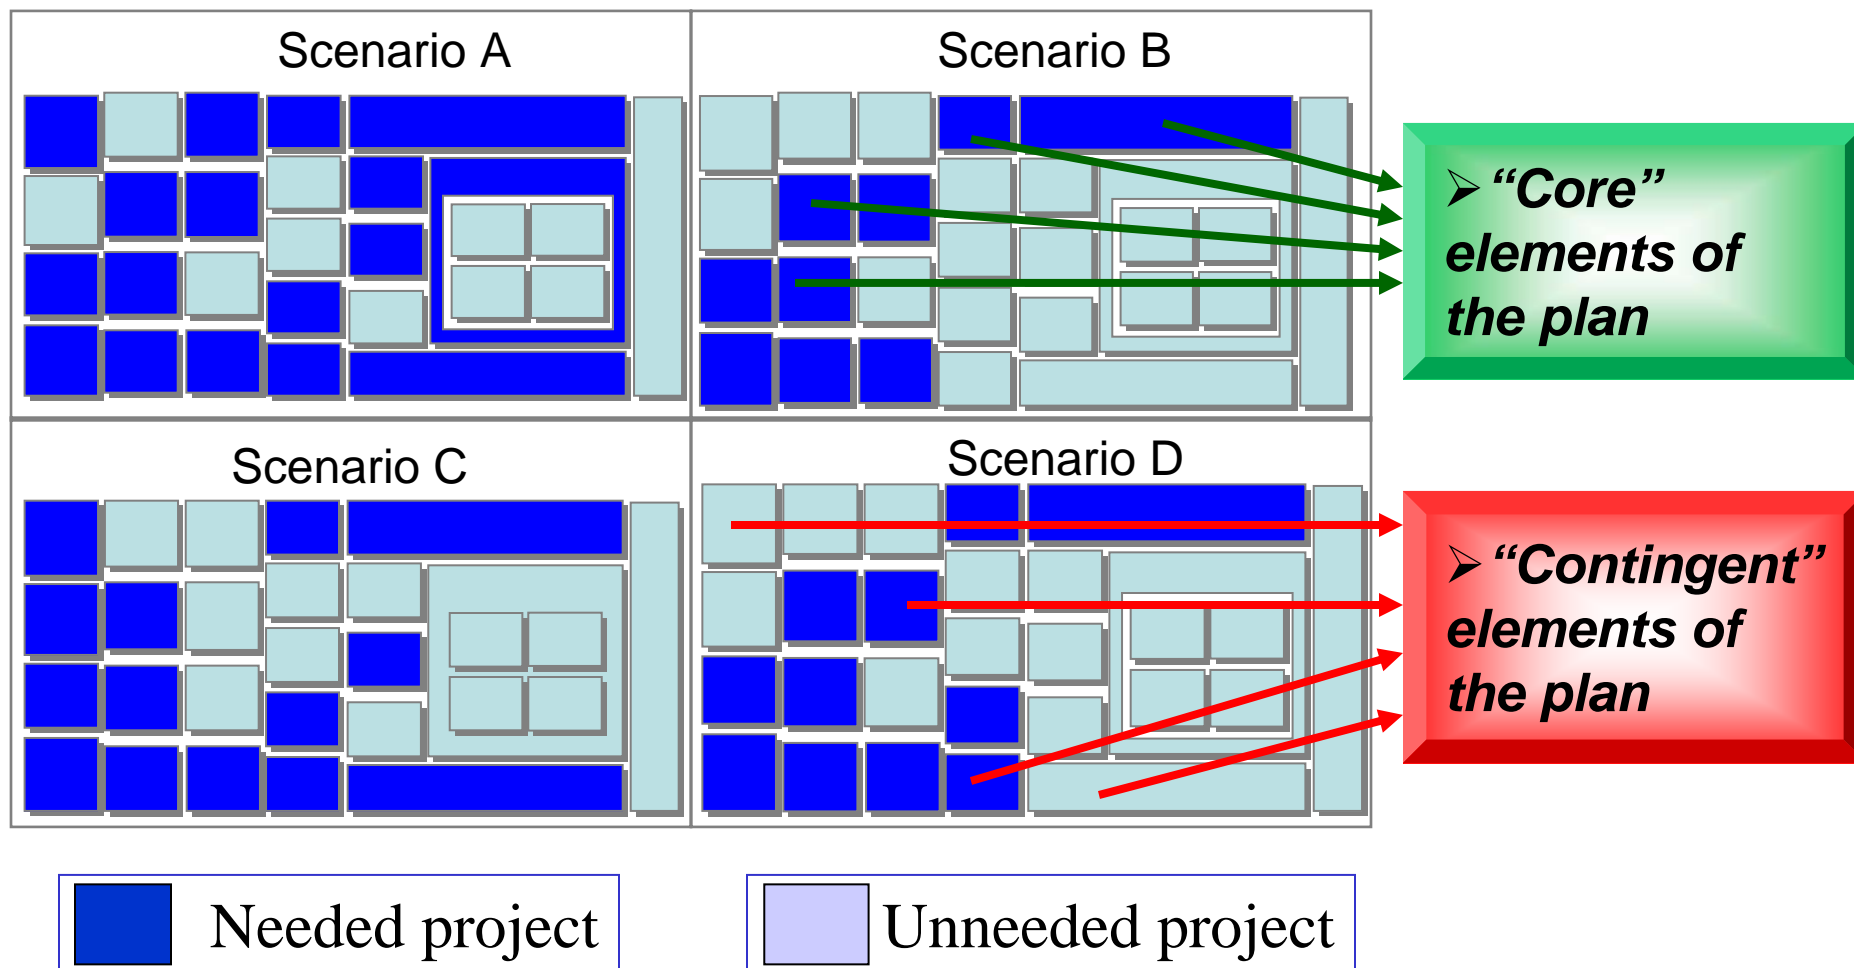 Scenario A
Scenario B
➢ “Core”
elements of
the plan
Scenario C
Scenario D
➢ “Contingent”
elements of
the plan
Needed project
Unneeded project